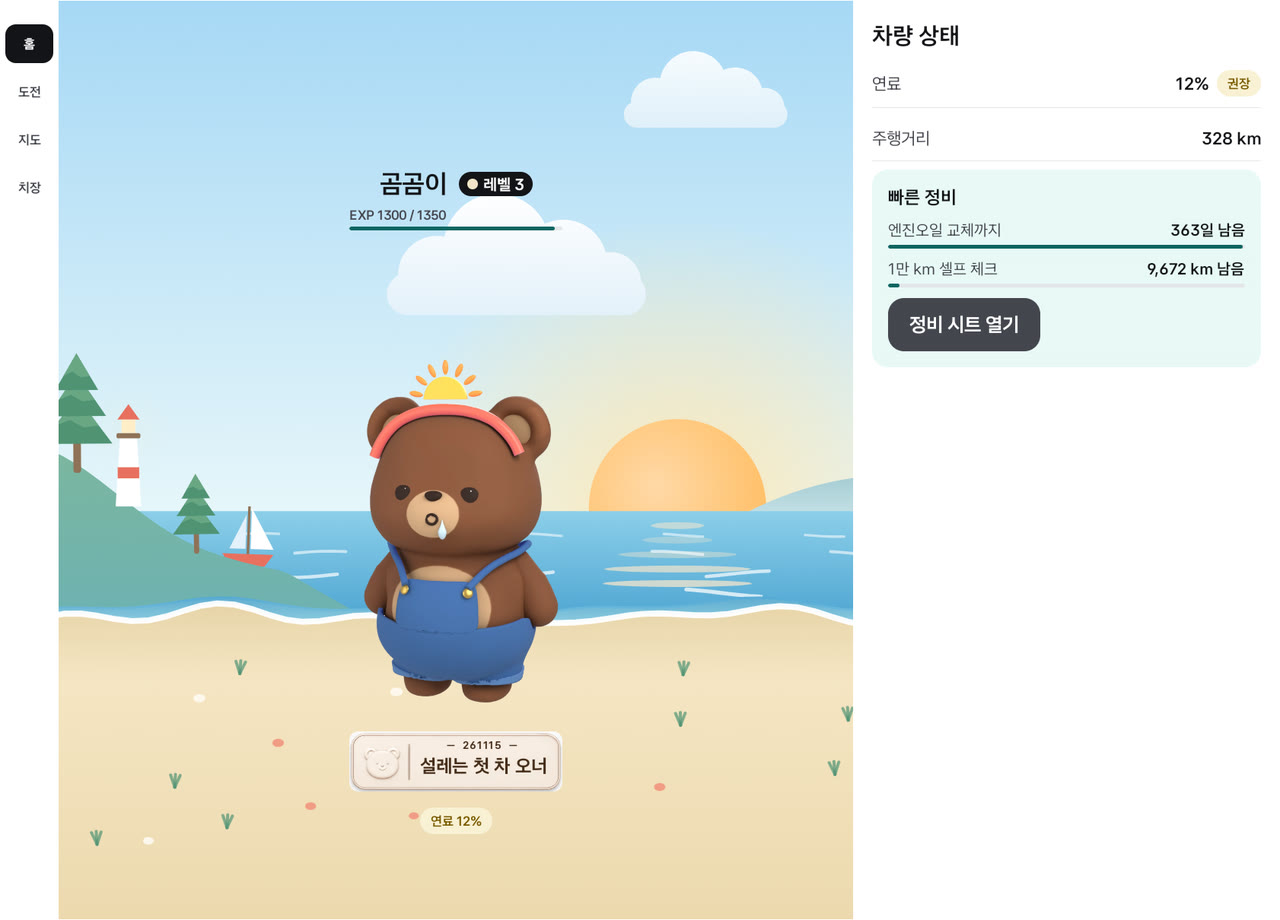 홈
도전
지도
치장
곰곰이
레벨 3
EXP 1300 / 1350
– 261115 –
설레는 첫 차 오너
연료 12%
차량 상태
연료 12% 권장
주행거리 328 km
빠른 정비
엔진오일 교체까지 363일 남음
1만 km 셀프 체크 9,672 km 남음
정비 시트 열기